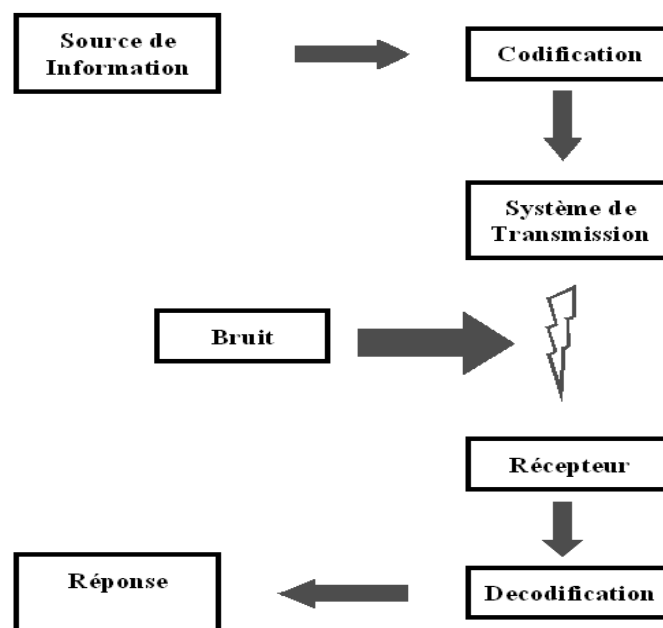 Source de
Information
Codification
Système de
Transmission
Bruit
Récepteur
Réponse
Decodification